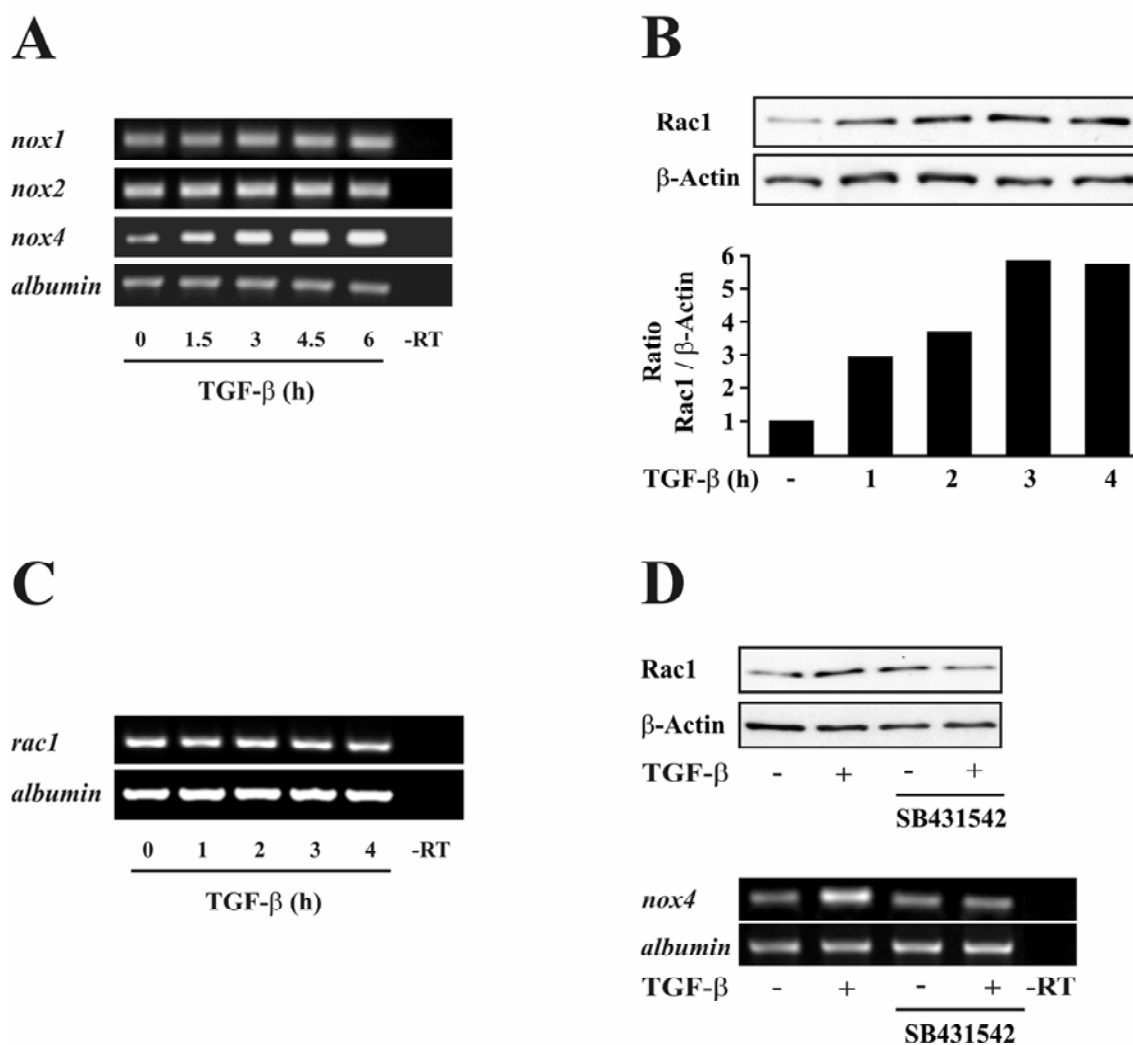 A
nox1
nox2
nox4
albumin
0 1.5 3 4.5 6 -RT
TGF-β (h)
B
Rac1
β-Actin
6
5
4
3
2
1
Ratio
Rac1 / β-Actin
TGF-β (h) - 1 2 3 4
C
rac1
albumin
0 1 2 3 4 -RT
TGF-β (h)
D
Rac1
β-Actin
TGF-β - + - +
SB431542
nox4
albumin
TGF-β - + - + -RT
SB431542